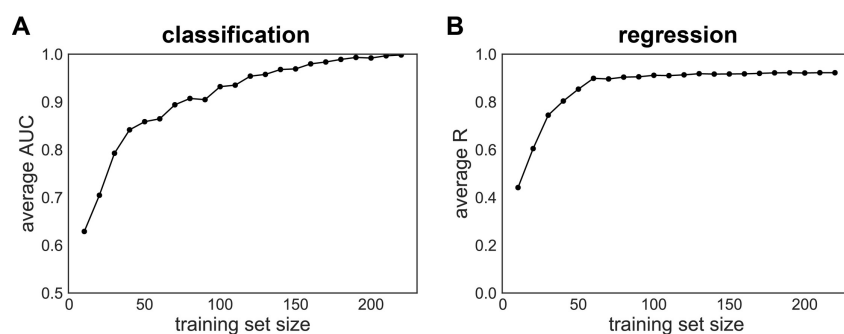 A
classification
1.0
0.9
0.8
0.7
0.6
0.5
average AUC
0
50
100
150
200
training set size
B
regression
1.0
0.8
0.6
0.4
0.2
0.0
average R
0
50
100
150
200
training set size